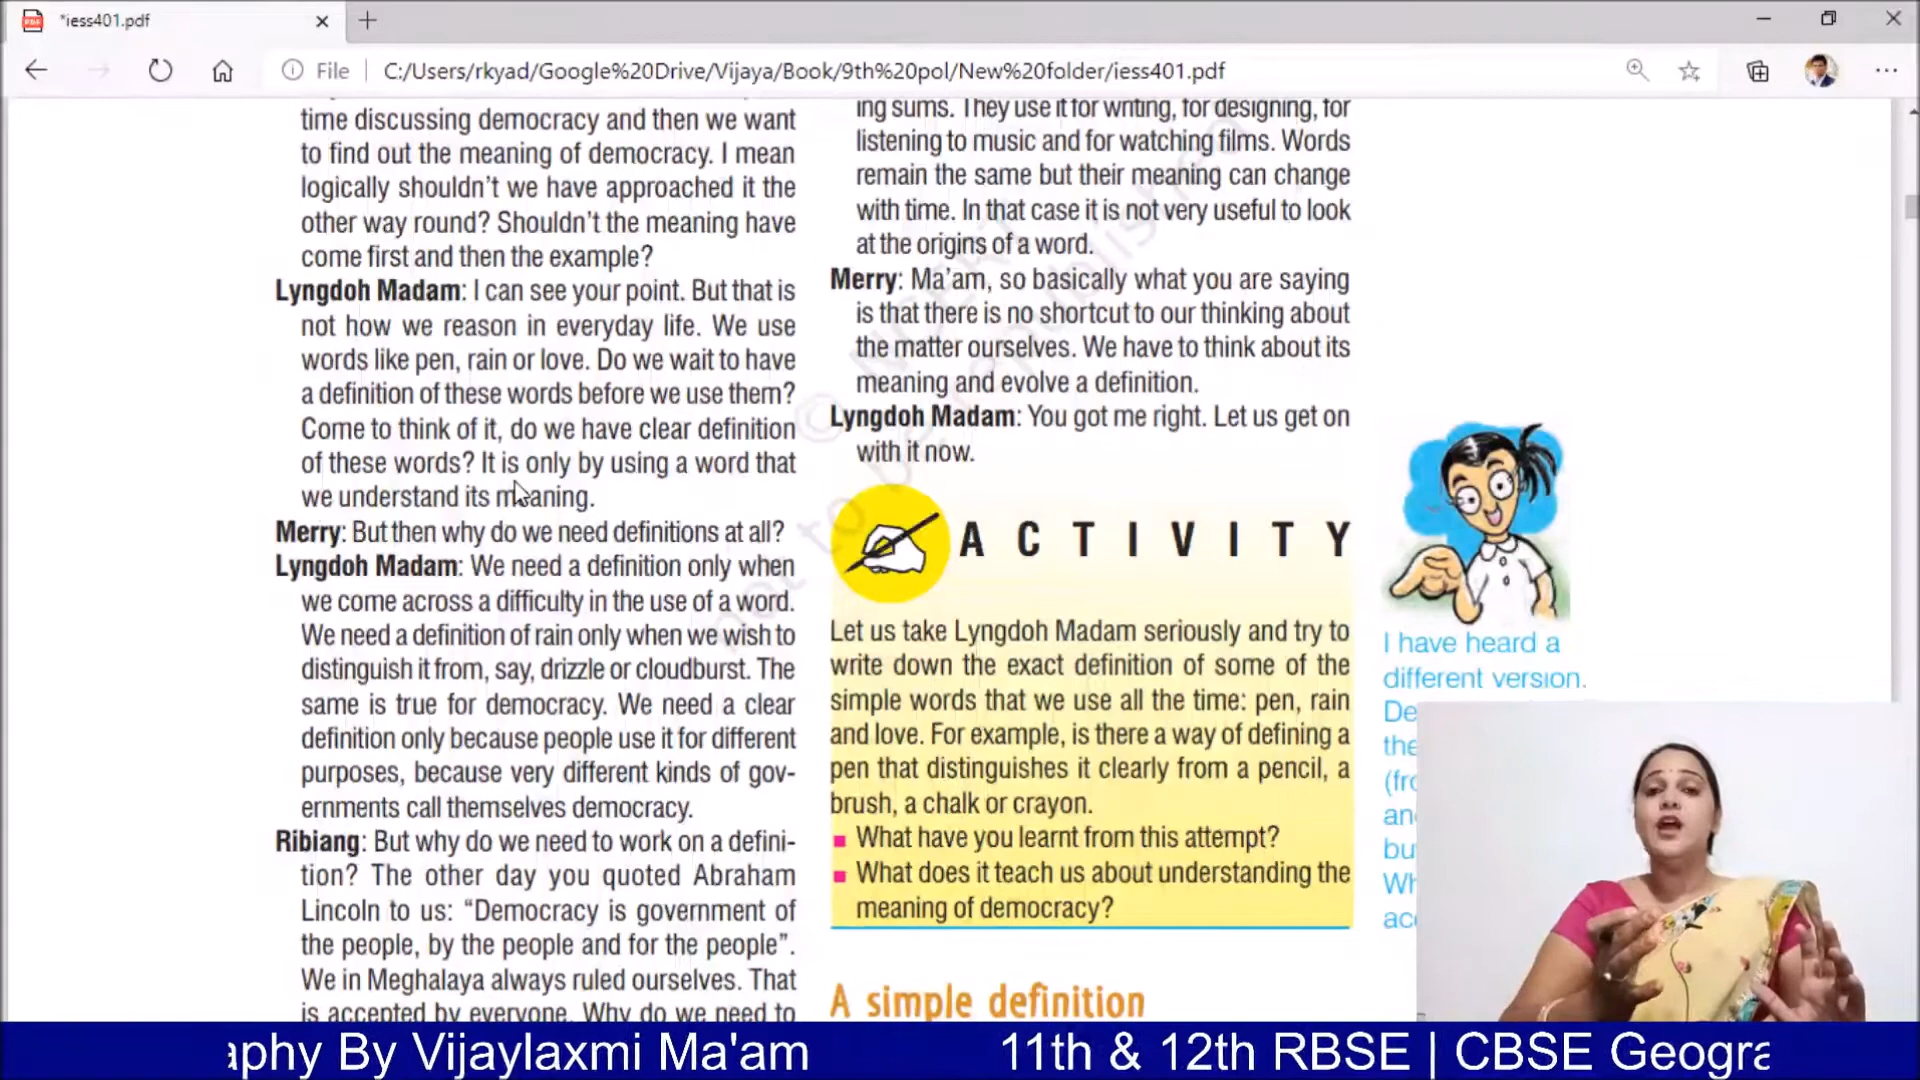 *iess401.pdf
File
C:/Users/rkyad/Google%20Drive/Vijaya/Book/9th%20pol/New%20folder/iess401.pdf
time discussing democracy and then we want
to find out the meaning of democracy. I mean
logically shouldn't we have approached it the
other way round? Shouldn't the meaning have
come first and then the example?
Lyngdoh Madam: I can see your point. But that is
not how we reason in everyday life. We use
words like pen, rain or love. Do we wait to have
a definition of these words before we use them?
Come to think of it, do we have clear definition
of these words? It is only by using a word that
we understand its meaning.
Merry: But then why do we need definitions at all?
Lyngdoh Madam: We need a definition only when
we come across a difficulty in the use of a word.
We need a definition of rain only when we wish to
distinguish it from, say, drizzle or cloudburst. The
same is true for democracy. We need a clear
definition only because people use it for different
purposes, because very different kinds of gov-
ernments call themselves democracy.
Ribiang: But why do we need to work on a defini-
tion? The other day you quoted Abraham
Lincoln to us: “Democracy is government of
the people, by the people and for the people”.
We in Meghalaya always ruled ourselves. That
is accepted by everyone. Why do we need to
ing sums. They use it for writing, for designing, for
listening to music and for watching films. Words
remain the same but their meaning can change
with time. In that case it is not very useful to look
at the origins of a word.
Merry: Ma'am, so basically what you are saying
is that there is no shortcut to our thinking about
the matter ourselves. We have to think about its
meaning and evolve a definition.
Lyngdoh Madam: You got me right. Let us get on
with it now.
ACTIVITY
Let us take Lyngdoh Madam seriously and try to
write down the exact definition of some of the
simple words that we use all the time: pen, rain
and love. For example, is there a way of defining a
pen that distinguishes it clearly from a pencil, a
brush, a chalk or crayon.
What have you learnt from this attempt?
What does it teach us about understanding the
meaning of democracy?
A simple definition
I have heard a
different version.
© NCERT
not to be republished
aphy By Vijaylaxmi Ma'am
11th & 12th RBSE | CBSE Geogra